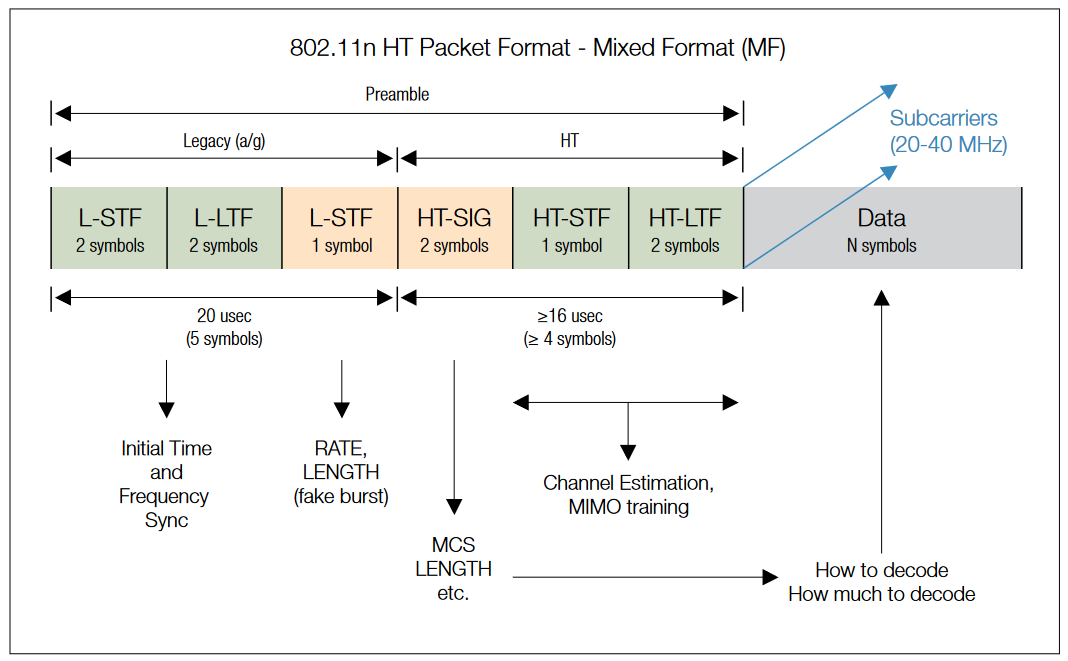 802.11n HT Packet Format - Mixed Format (MF)
Preamble
Subcarriers
(20-40 MHz)
Legacy (a/g)
HT
L-STF
2 symbols
L-LTF
2 symbols
L-STF
1 symbol
HT-SIG
2 symbols
HT-STF
1 symbol
HT-LTF
2 symbols
Data
N symbols
20 usec
(5 symbols)
≥16 usec
(≥ 4 symbols)
Initial Time
and
Frequency
Sync
RATE,
LENGTH
(fake burst)
Channel Estimation,
MIMO training
MCS
LENGTH
etc.
How to decode
How much to decode